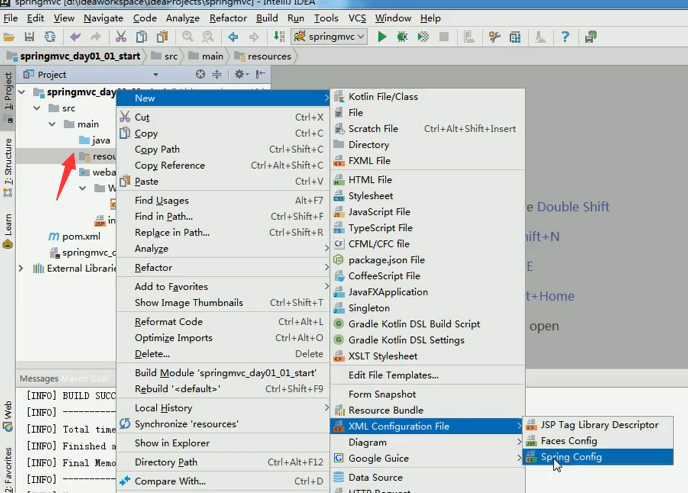 springmvc [d:\ideaworkspace\IdeaProjects\springmvc] - IntelliJ IDEA
File Edit View Navigate Code Analyze Refactor Build Run Tools VCS Window Help
springmvc
springmvc_day01_01_start src main resources
Project
1: Project
7: Structure
Learn
Web
2: Favorites
springmvc_day
src
main
java
resou
weba
W
in
pom.xml
springmvc_d
External Librarie
New
Cut Ctrl+X
Copy Ctrl+C
Copy Path Ctrl+Shift+C
Copy Reference Ctrl+Alt+Shift+C
Paste Ctrl+V
Find Usages Alt+F7
Find in Path... Ctrl+Shift+F
Replace in Path... Ctrl+Shift+R
Analyze
Refactor
Add to Favorites
Show Image Thumbnails Ctrl+Shift+T
Reformat Code Ctrl+Alt+L
Optimize Imports Ctrl+Alt+O
Delete... Delete
Build Module 'springmvc_day01_01_start'
Rebuild '<default>' Ctrl+Shift+F9
Local History
Synchronize 'resources'
Show in Explorer
Directory Path Ctrl+Alt+F12
Compare With... Ctrl+D
Kotlin File/Class
File
Scratch File Ctrl+Alt+Shift+Insert
Directory
FXML File
HTML File
Stylesheet
JavaScript File
TypeScript File
CFML/CFC file
package.json File
CoffeeScript File
JavaFXApplication
Singleton
Gradle Kotlin DSL Build Script
Gradle Kotlin DSL Settings
XSLT Stylesheet
Edit File Templates...
Form Snapshot
Resource Bundle
XML Configuration File
Diagram
Google Guice
Data Source
HTTP Request
JSP Tag Library Descriptor
Faces Config
Spring Config
e Double Shift
hift+N
E
+Home
open
Messages Maven Goal
[INFO] BUILD SUCC
[INFO] ----------
[INFO] Total time
[INFO] Finished a
[INFO] Final Memo
[INFO] ----------